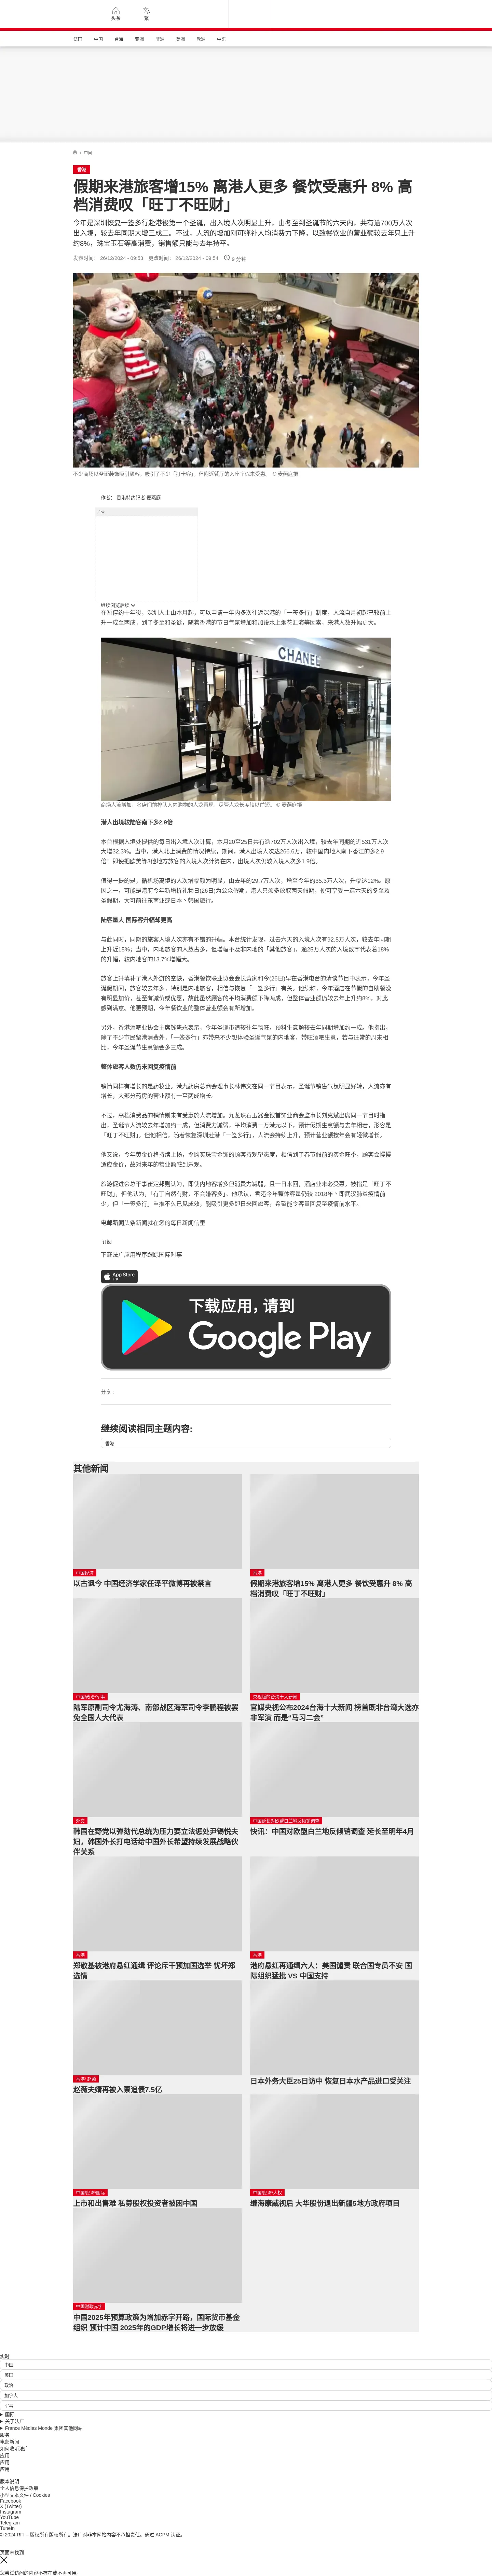 头条
繁
法国
中国
台海
亚洲
非洲
美洲
欧洲
中东
/ 法国
香港
假期来港旅客增15% 离港人更多 餐饮受惠升 8% 高
档消费叹「旺丁不旺财」
今年是深圳恢复一签多行赴港後第一个圣诞，出入境人次明显上升，由冬至到圣诞节的六天内，共有逾700万人次
出入境，较去年同期大增三成二。不过，人流的增加刚可弥补人均消费力下降，以致餐饮业的营业额较去年只上升
约8%，珠宝玉石等高消费，销售额只能与去年持平。
发表时间： 26/12/2024 - 09:53 更改时间： 26/12/2024 - 09:54 5 分钟
不少商场以圣诞装饰吸引顾客，吸引了不少「打卡客」，但附近餐厅的入座率似未受惠。 © 麦燕庭摄
作者： 香港特约记者 麦燕庭
广告
继续浏览后续
在暂停约十年後，深圳人士由本月起，可以申请一年内多次往返深港的「一签多行」制度，人流自月初起已较前上
升一成至两成，到了冬至和圣诞，随着香港的节日气氛增加和加设水上烟花汇演等因素，来港人数升幅更大。
CHANEL
商场人流增加，名店门前排队入内购物的人龙再现，尽管人龙长度较以前短。 © 麦燕庭摄
港人出境较陆客南下多2.9倍
本台根据入境处提供的每日出入境人次计算，本月20至25日共有逾702万人次出入境，较去年同期的近531万人次
大增32.3%。当中，港人北上消费的情况持续。期间，港人出境人次达266.6万，较中国内地人南下香江的多2.9
倍！即使把欧美等3他地方旅客的入境人次计算在内，出境人次仍较入境人多1.9倍。
值得一提的是，循机场离境的人次增幅颇为明显，由去年的29.7万人次，增至今年的35.3万人次，升幅达12%。原
因之一，可能是港府今年新增拆礼物日(26日)为公众假期，港人只须多放取两天假期，便可享受一连六天的冬至及
圣假期，大可前往东南亚或日本丶韩国旅行。
陆客量大 国际客升幅却更高
与此同时，同期的旅客入境人次亦有不错的升幅。本台统计发现，过去六天的入境人次有92.5万人次，较去年同期
上升近15%；当中，内地旅客的人数占多，但增幅不及非内地的「其他旅客」，逾25万人次的入境数字代表着18%
的升幅，较内地客的13.7%增幅大。
旅客上升填补了港人外游的空缺，香港餐饮联业协会会长黄家和今(26日)早在香港电台的清谈节目中表示，今年圣
诞假期间，旅客较去年多，特别是内地旅客，相信与恢复「一签多行」有关。他续称，今年酒店在节假的自助餐没
有明显加价，甚至有减价或优惠，故此虽然顾客的平均消费额下降两成，但整体营业额仍较去年上升约8%。对此
感到满意。他更预期，今年餐饮业的整体营业额会有所增加。
另外，香港酒吧业协会主席钱隽永表示，今年圣诞市道较往年畅旺，预料生意额较去年同期增加约一成。他指出，
除了不少市民留港消费外，「一签多行」亦带来不少想体验圣诞气氛的内地客，带旺酒吧生意，若与往常的周末相
比，今年圣诞节生意额会多三成。
整体旅客人数仍未回复疫情前
销情同样有增长的是药妆业。港九药房总商会理事长林伟文在同一节目表示，圣诞节销售气氛明显好转，人流亦有
增长，大部分药房的营业额有一至两成增长。
不过，高档消费品的销情则未有受惠於人流增加。九龙珠石玉器金银首饰业商会监事长刘克斌出席同一节目时指
出，圣诞节人流较去年增加约一成，但消费力减弱，平均消费一万港元以下，预计假期生意额与去年相若，形容是
「旺丁不旺财」。但他相信，随着恢复深圳赴港「一签多行」，人流会持续上升，预计营业额按年会有轻微增长。
他又说，今年黄金价格持续上扬，令购买珠宝金饰的顾客持观望态度，相信到了春节假前的买金旺季，顾客会慢慢
适应金价，故对来年的营业额感到乐观。
旅游促进会总干事崔定邦则认为，即使内地客增多但消费力减弱，且一日来回，酒店业未必受惠，被指是「旺丁不
旺财」。但他认为，「有丁自然有财，不会嫌客多」。他承认，香港今年整体客量仍较 2018年丶即武汉肺炎疫情前
少，但「一签多行」重推不久已见成效，能吸引更多即日来回旅客，希望能令客量回复至疫情前水平。
电邮新闻头条新闻就在您的每日新闻信里
订阅
下载法广应用程序跟踪国际时事
App Store
下载
下载应用，请到
Google Play
分享 :
继续阅读相同主题内容:
香港
其他新闻
中国经济
以古讽今 中国经济学家任泽平微博再被禁言
香港
假期来港旅客增15% 离港人更多 餐饮受惠升 8% 高
档消费叹「旺丁不旺财」
中国/政治/军事
陆军原副司令尤海涛、南部战区海军司令李鹏程被罢
免全国人大代表
央视版的台海十大新闻
官媒央视公布2024台海十大新闻 榜首既非台湾大选亦
非军演 而是“马习二会”
外交
韩国在野党以弹劾代总统为压力要立法惩处尹锡悦夫
妇，韩国外长打电话给中国外长希望持续发展战略伙
伴关系
中国延长对欧盟白兰地反倾销调查
快讯：中国对欧盟白兰地反倾销调查 延长至明年4月
香港
郑敬基被港府悬红通缉 评论斥干预加国选举 忧坏郑
选情
香港
港府悬红再通缉六人：美国谴责 联合国专员不安 国
际组织猛批 VS 中国支持
香港/ 赵薇
赵薇夫婿再被入禀追债7.5亿
日本外务大臣25日访中 恢复日本水产品进口受关注
中国/经济/国际
上市和出售难 私募股权投资者被困中国
中国/经济/人权
继海康威视后 大华股份退出新疆5地方政府项目
中国财政赤字
中国2025年预算政策为增加赤字开路，国际货币基金
组织 预计中国 2025年的GDP增长将进一步放缓
实时
中国
美国
政治
加拿大
军事
国际
关于法广
France Médias Monde 集团其他网站
服务
电邮新闻
如何收听法广
应用
应用
应用
版本说明
个人信息保护政策
小型文本文件 / Cookies
Facebook
X (Twitter)
Instagram
YouTube
Telegram
TuneIn
© 2024 RFI – 版权所有版权所有。法广对非本网站内容不承担责任。通过 ACPM 认证。
页面未找到
您尝试访问的内容不存在或不再可用。